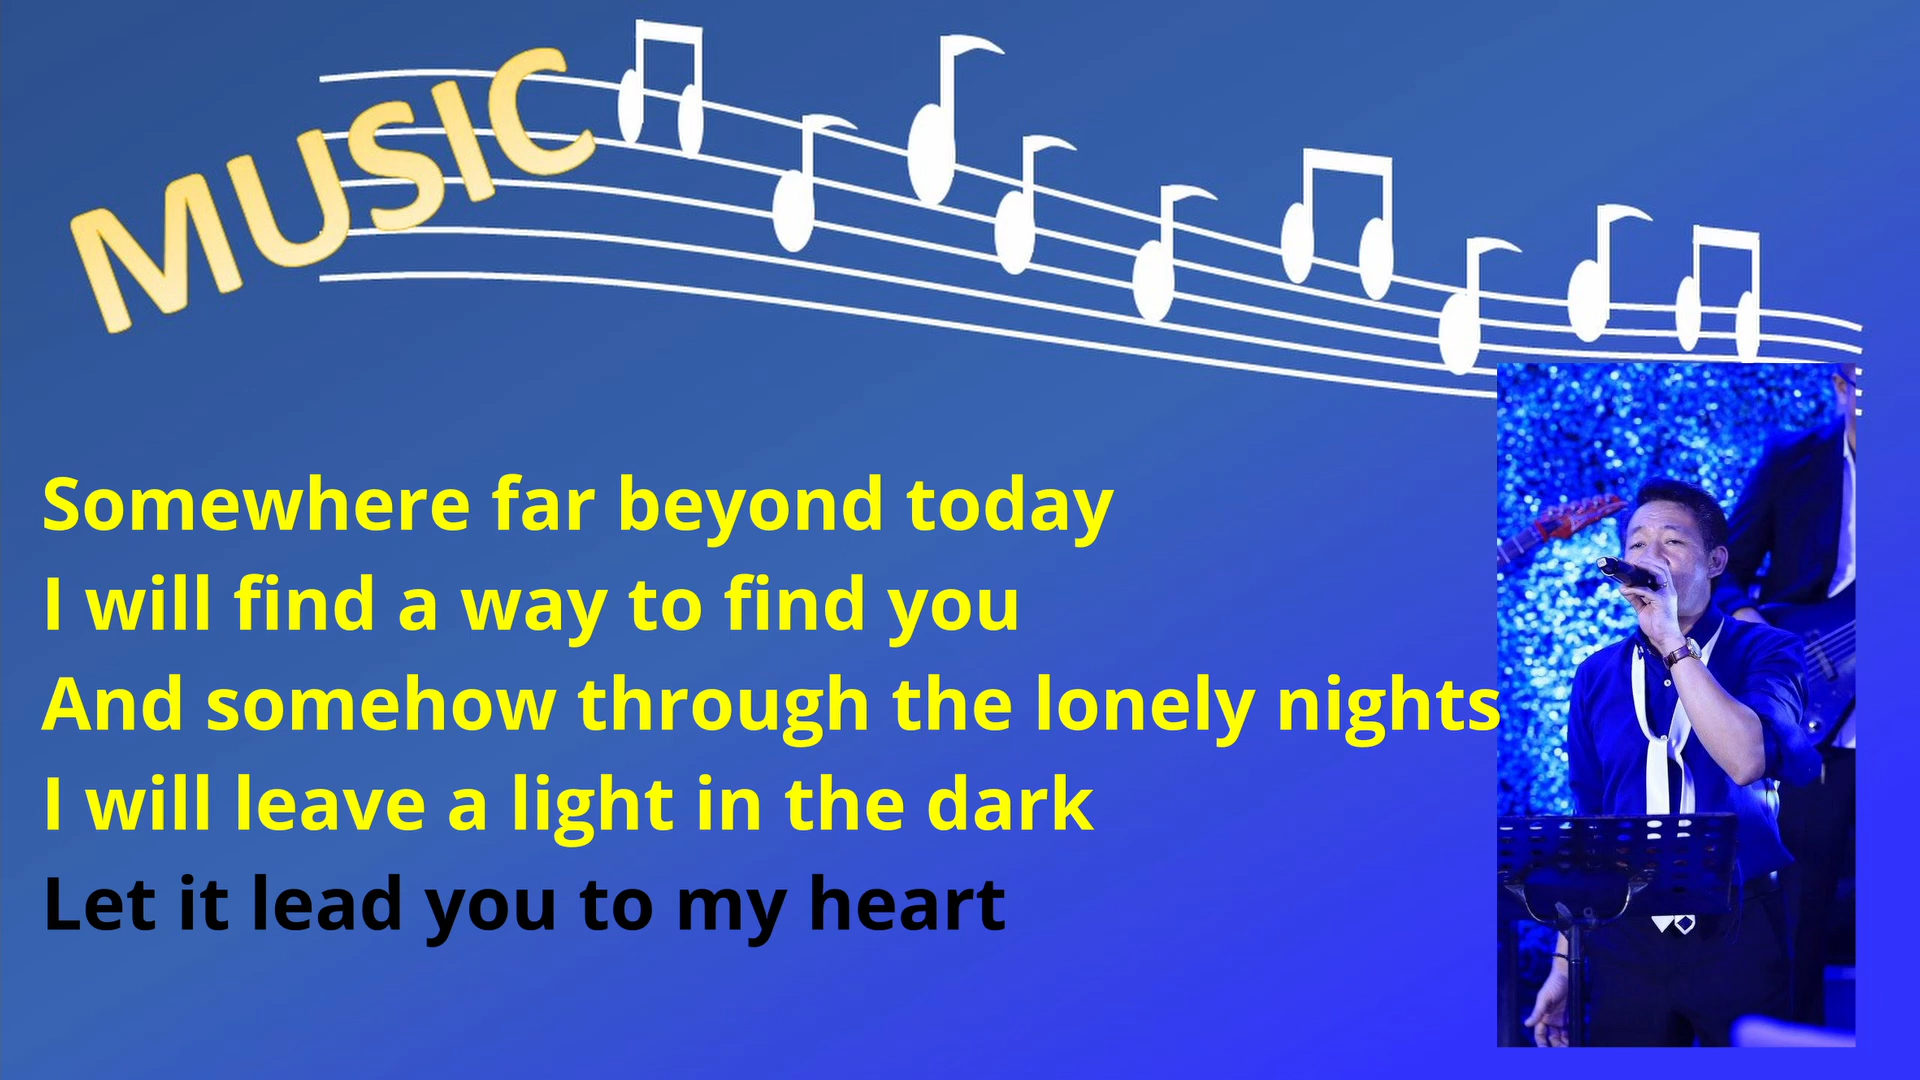 MUSIC
Somewhere far beyond today
I will find a way to find you
And somehow through the lonely nights
I will leave a light in the dark
Let it lead you to my heart